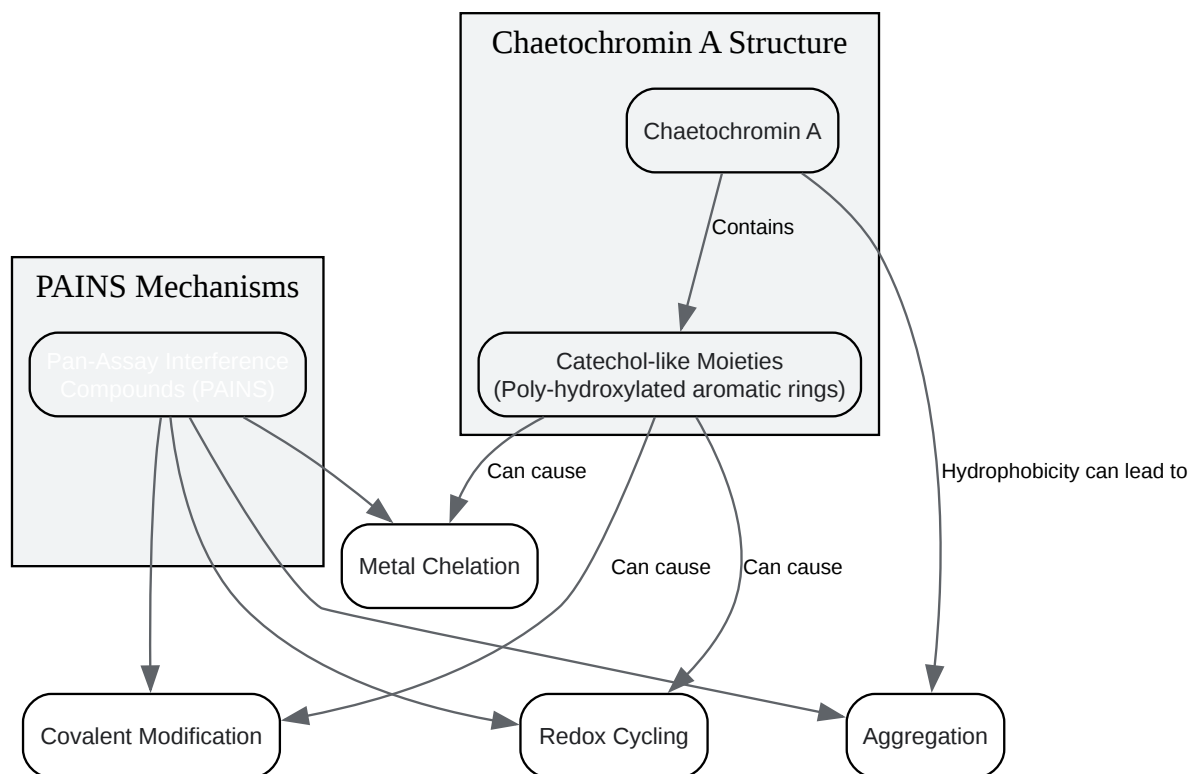 Chaetochromin A Structure
Chaetochromin A
Contains
PAINS Mechanisms
Pan-Assay Interference
Compounds (PAINS)
Catechol-like Moieties
(Poly-hydroxylated aromatic rings)
Can cause
Hydrophobicity can lead to
Metal Chelation
Can cause
Can cause
Covalent Modification
Redox Cycling
Aggregation